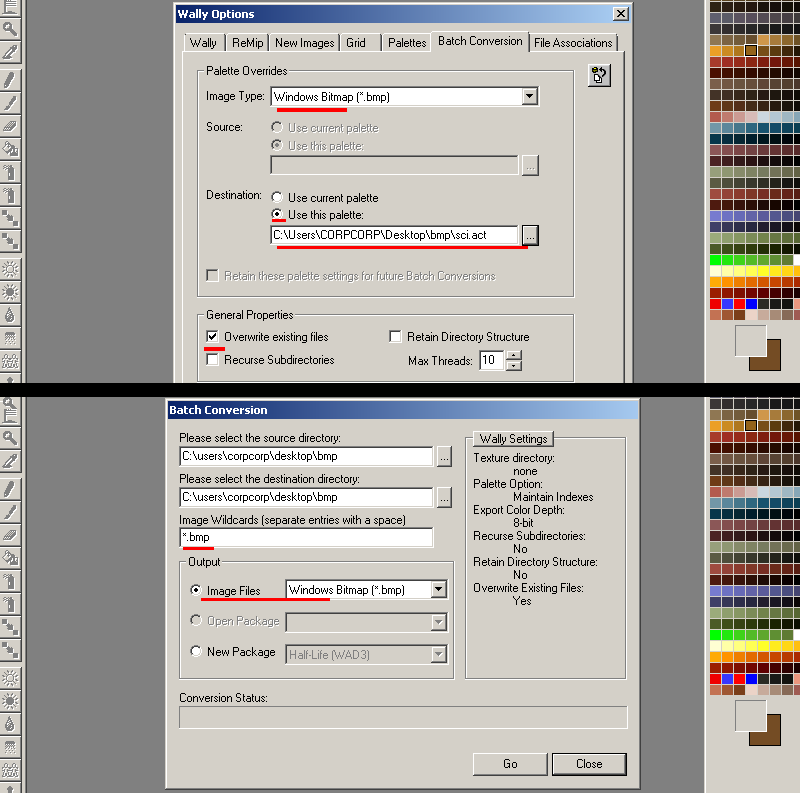 Wally Options
Wally ReMip New Images Grid Palettes Batch Conversion File Associations
Palette Overrides
Image Type: Windows Bitmap (*.bmp)
Source: Use current palette
Use this palette:
...
Destination: Use current palette
Use this palette:
C:\Users\CORPCORP\Desktop\bmp\sci.act ...
Retain these palette settings for future Batch Conversions
General Properties
Overwrite existing files Retain Directory Structure
Recurse Subdirectories Max Threads: 10
Batch Conversion
Please select the source directory:
C:\users\corpcorp\desktop\bmp ...
Please select the destination directory:
C:\users\corpcorp\desktop\bmp ...
Image Wildcards (separate entries with a space)
*.bmp
Output
Image Files Windows Bitmap (*.bmp)
Open Package
New Package Half-Life (WAD3)
Wally Settings
Texture directory:
none
Palette Option:
Maintain Indexes
Export Color Depth:
8-bit
Recurse Subdirectories:
No
Retain Directory Structure:
No
Overwrite Existing Files:
Yes
Conversion Status:
Go Close